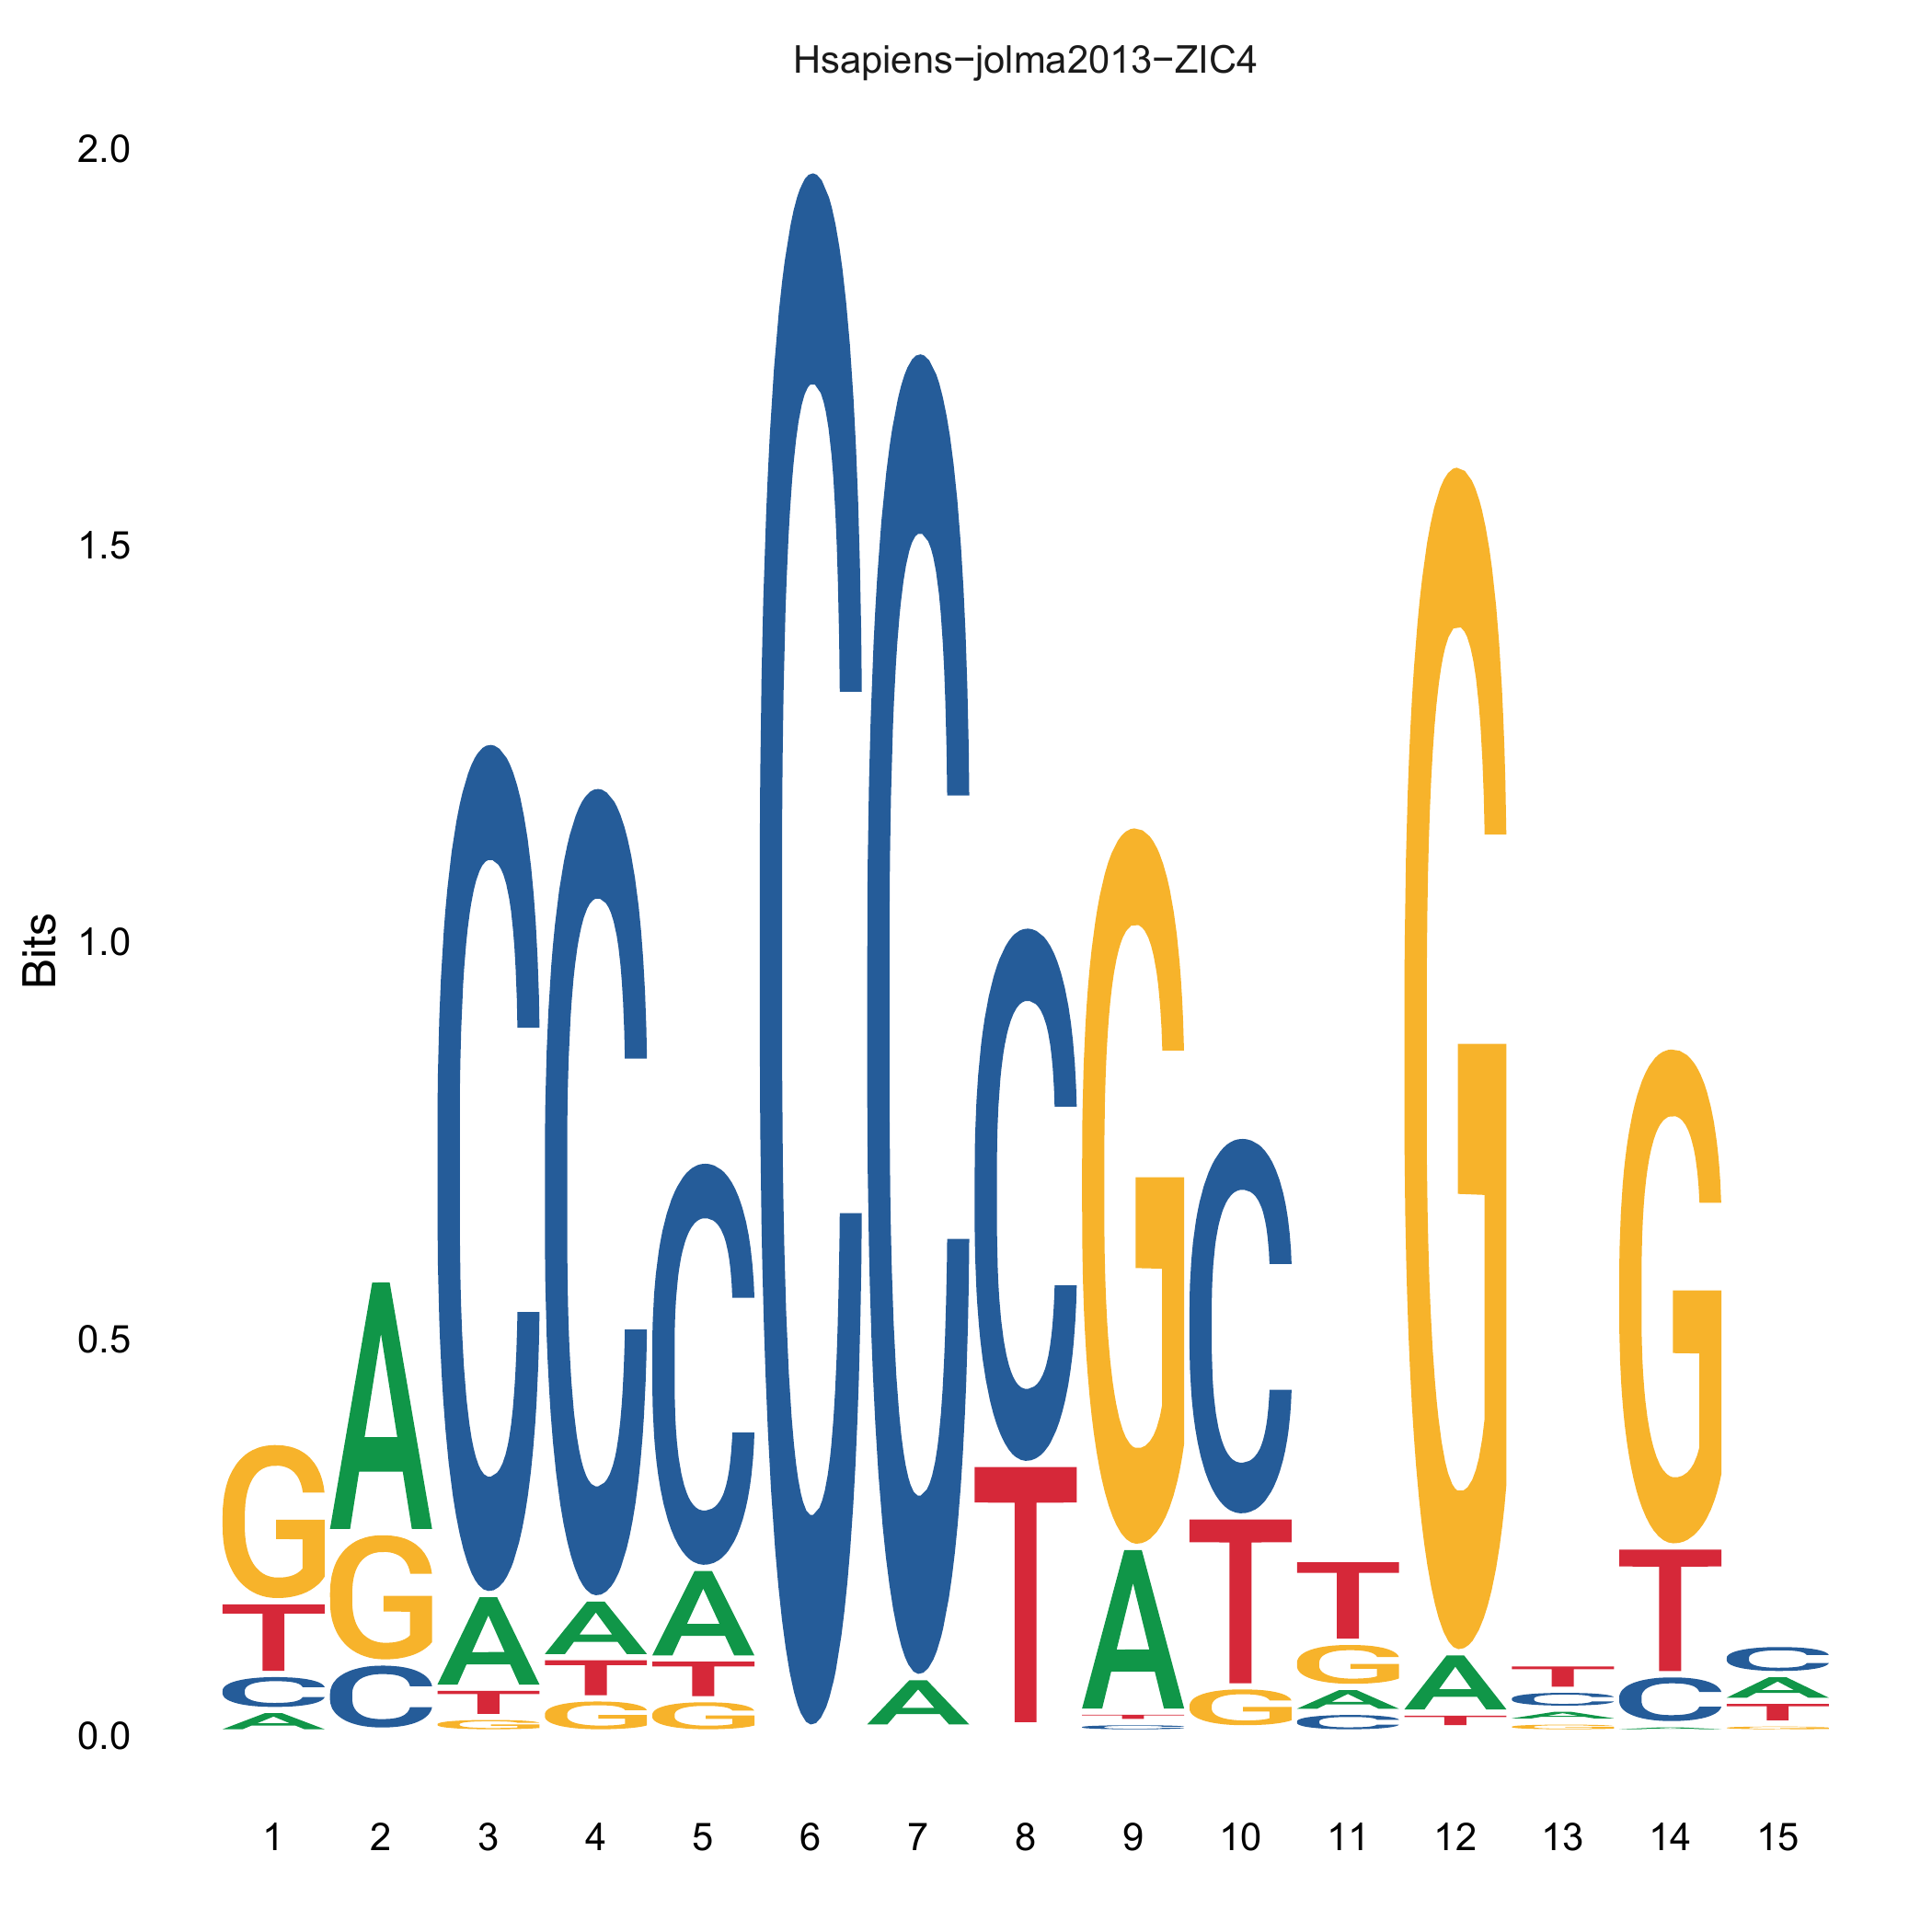 Hsapiens−jolma2013−ZIC4
2.0
1.5
1.0
0.5
0.0
Bits
G A C C C C C C G C T G T G C
T G A A A A T A T G A C T A
C C T T T T G A T A C T
A G G G C C G A T
1 2 3 4 5 6 7 8 9 10 11 12 13 14 15